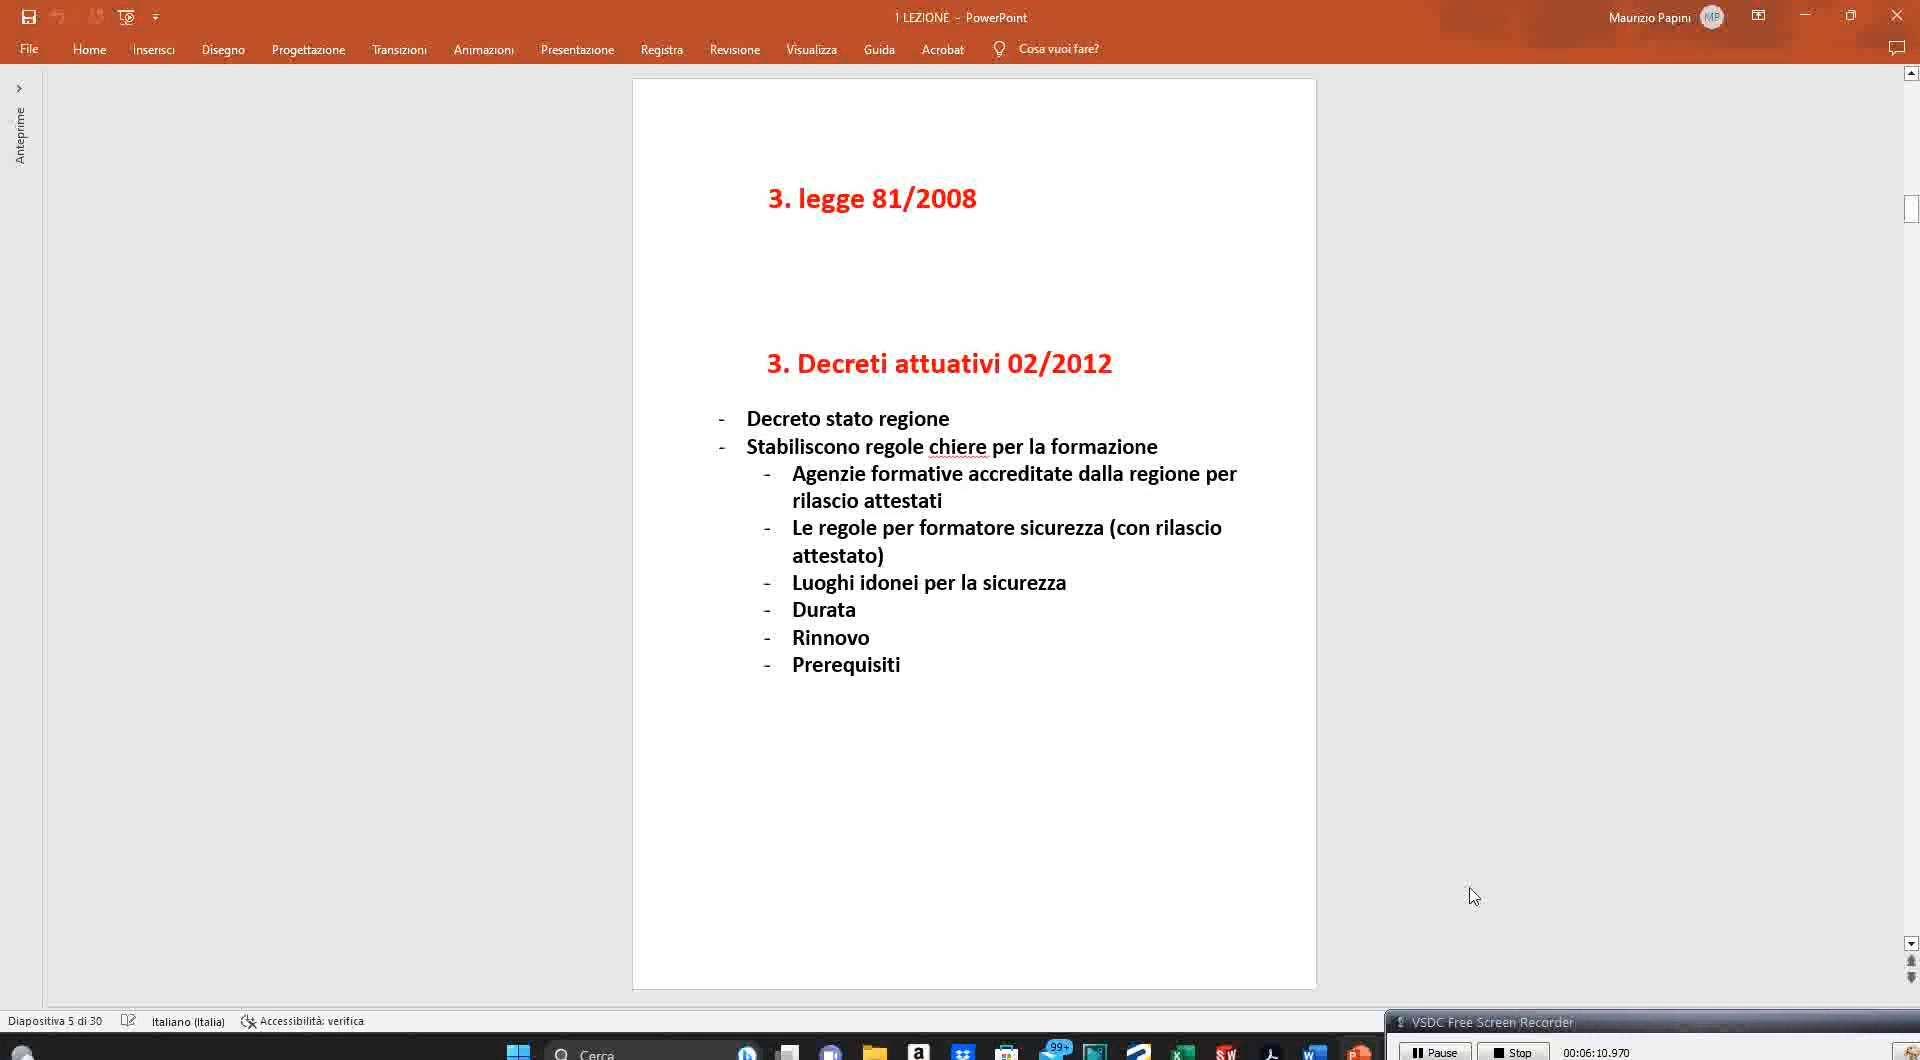 1 LEZIONE - PowerPoint
Maurizio Papini
MP
File
Home
Inserisci
Disegno
Progettazione
Transizioni
Animazioni
Presentazione
Registra
Revisione
Visualizza
Guida
Acrobat
Cosa vuoi fare?
Anteprime
3. legge 81/2008
3. Decreti attuativi 02/2012
- Decreto stato regione
- Stabiliscono regole chiere per la formazione
- Agenzie formative accreditate dalla regione per
rilascio attestati
- Le regole per formatore sicurezza (con rilascio
attestato)
- Luoghi idonei per la sicurezza
- Durata
- Rinnovo
- Prerequisiti
Diapositiva 5 di 30
Italiano (Italia)
Accessibilità: verifica
VSDC Free Screen Recorder
Cerca
99+
Pause
Stop
00:06:10.970